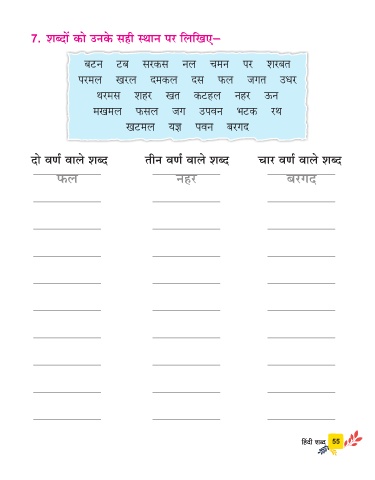 7. शब्दों को उनके सही स्थान पर लिखिए–
बटन टब सरकस नल चमन पर शरबत
परमल खरल दमकल दस फल जगत उधर
थरमस शहर खत कटहल नहर ऊन
मखमल फसल जग उपवन भटक रथ
खटमल यज्ञ पवन बरगद
दो वर्ण वाले शब्द तीन वर्ण वाले शब्द चार वर्ण वाले शब्द
फल नहर बरगद
हिंदी शब्द 55